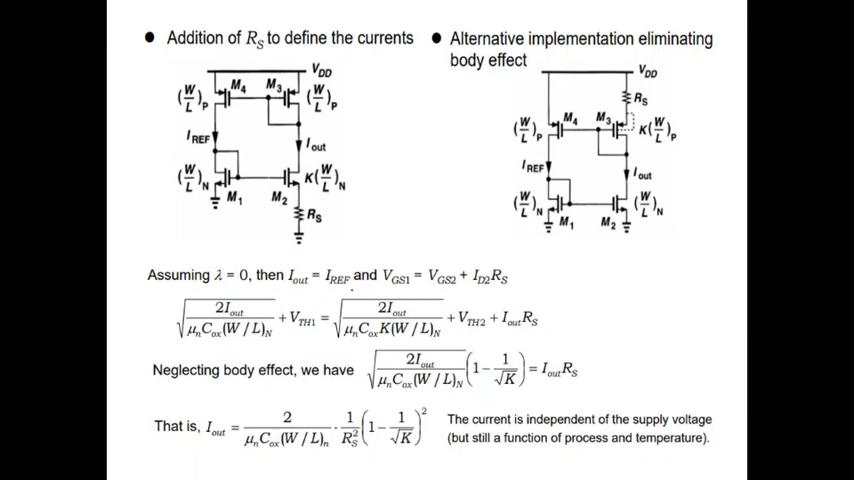 ● Addition of R_S to define the currents
V_DD
M_4 M_3
(W/L)_P (W/L)_P
I_REF I_out
(W/L)_N K(W/L)_N
M_1 M_2
R_S
● Alternative implementation eliminating
body effect
V_DD
R_S
M_4 M_3
(W/L)_P K(W/L)_P
I_REF I_out
(W/L)_N (W/L)_N
M_1 M_2
Assuming λ = 0, then I_out = I_REF and V_GS1 = V_GS2 + I_D2R_S
√(2I_out / μ_nC_ox(W / L)_N) + V_TH1 = √(2I_out / μ_nC_oxK(W / L)_N) + V_TH2 + I_outR_S
Neglecting body effect, we have √(2I_out / μ_nC_ox(W / L)_N) (1 − 1/√K) = I_outR_S
That is, I_out = 2 / μ_nC_ox(W / L)_n · 1/R_S^2 (1 − 1/√K)^2
The current is independent of the supply voltage
(but still a function of process and temperature).